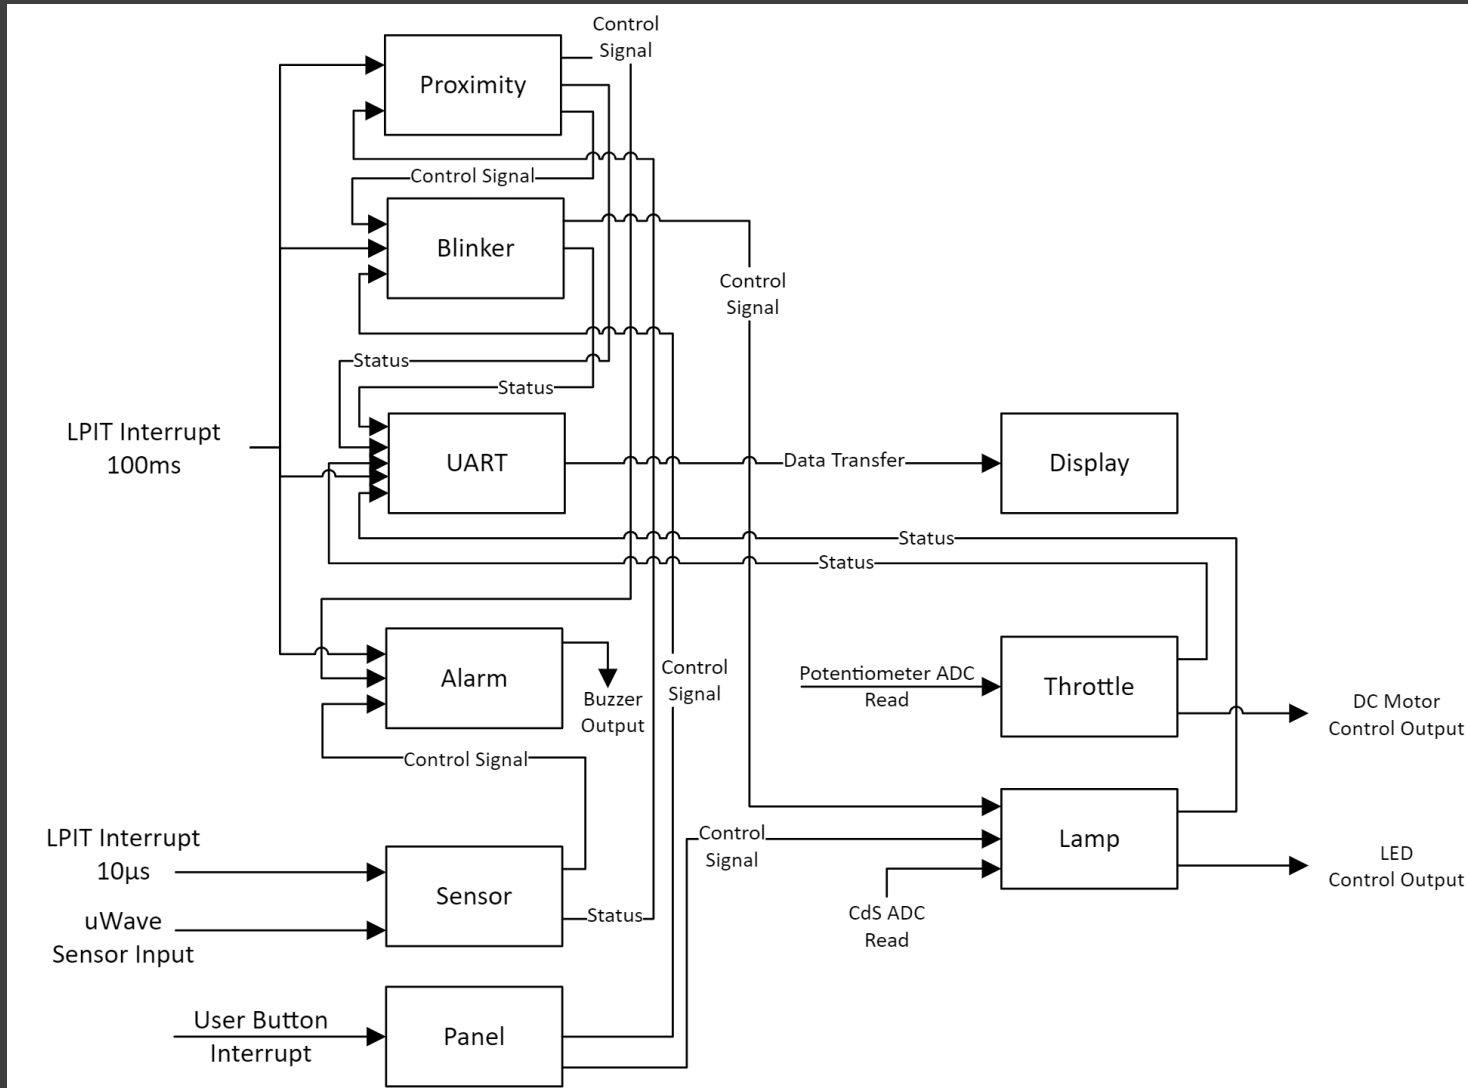 Control
Signal
Proximity
Control Signal
Blinker
Control
Signal
Status
Status
LPIT Interrupt
100ms
UART
Data Transfer
Display
Status
Status
Alarm
Buzzer
Output
Control
Signal
Potentiometer ADC
Read
Throttle
DC Motor
Control Output
Control Signal
LPIT Interrupt
10μs
uWave
Sensor Input
Sensor
Status
Control
Signal
Lamp
CdS ADC
Read
LED
Control Output
User Button
Interrupt
Panel